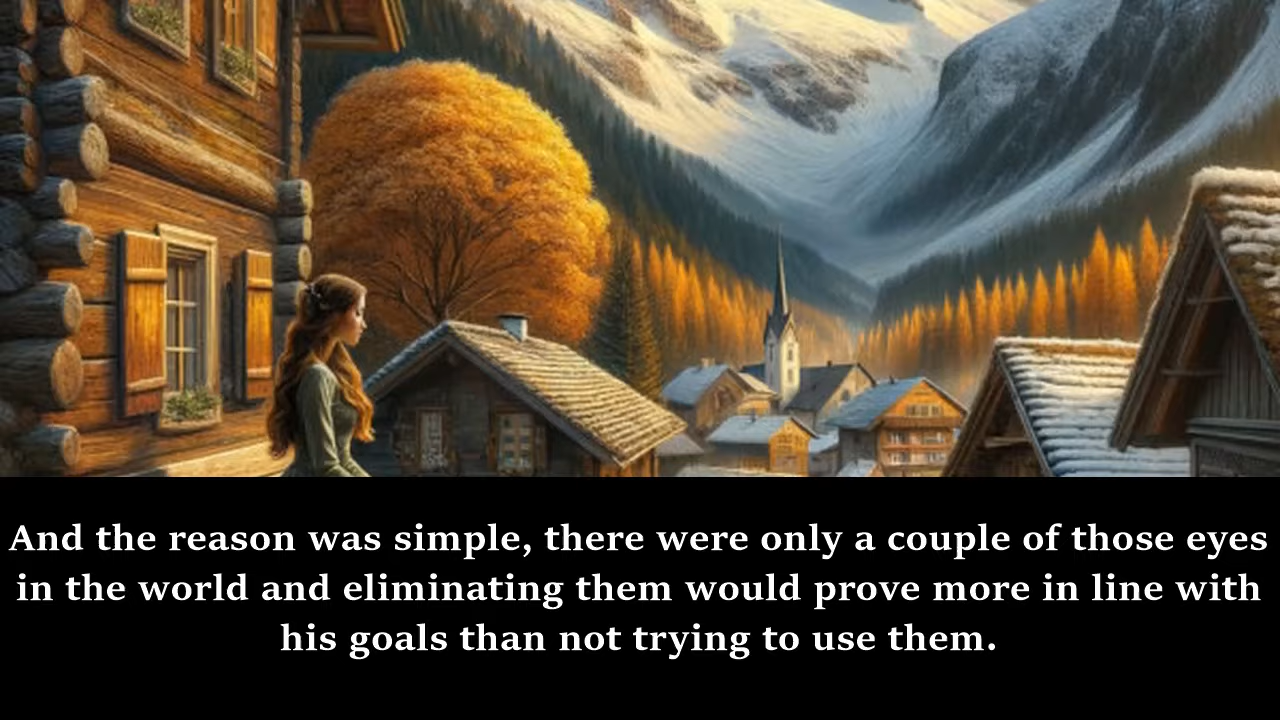 And the reason was simple, there were only a couple of those eyes
in the world and eliminating them would prove more in line with
his goals than not trying to use them.